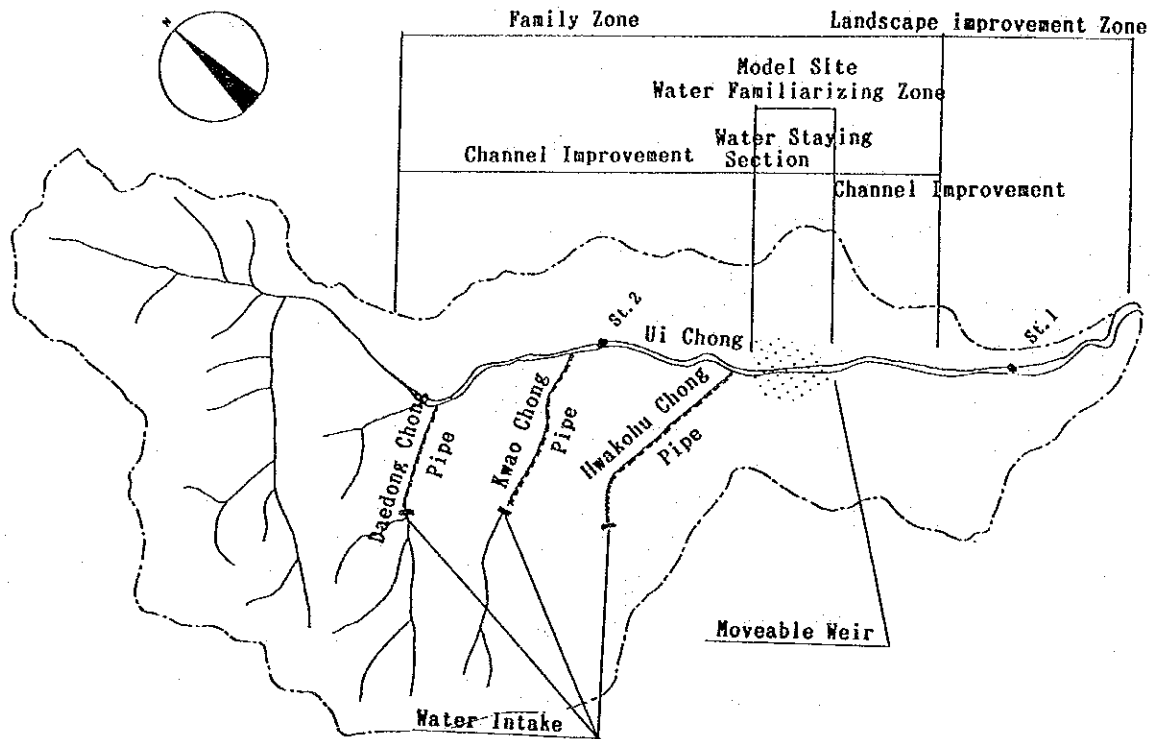 N
Family Zone
Landscape improvement Zone
Model Site
Water Familiarizing Zone
Water Staying
Section
Channel Improvement
Channel Improvement
St. 2
St. 1
Ui Chong
Daedong Chong
Pipe
Kwao Chong
Pipe
Hwakohu Chong
Pipe
Moveable Weir
Water Intake